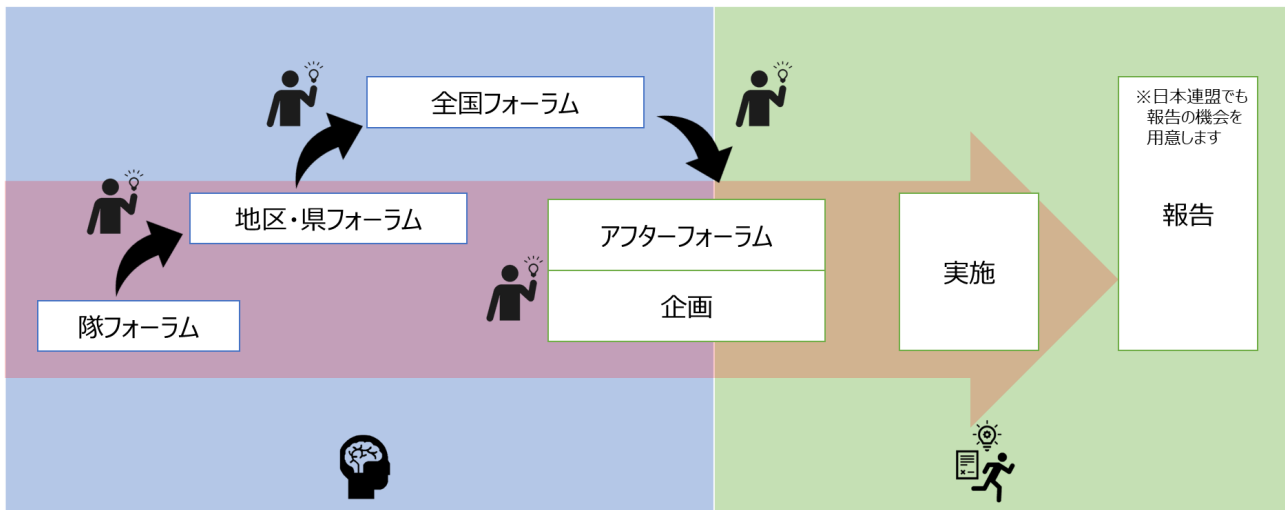 全国フォーラム
地区・県フォーラム
隊フォーラム
アフターフォーラム
企画
実施
※日本連盟でも
報告の機会を
用意します
報告